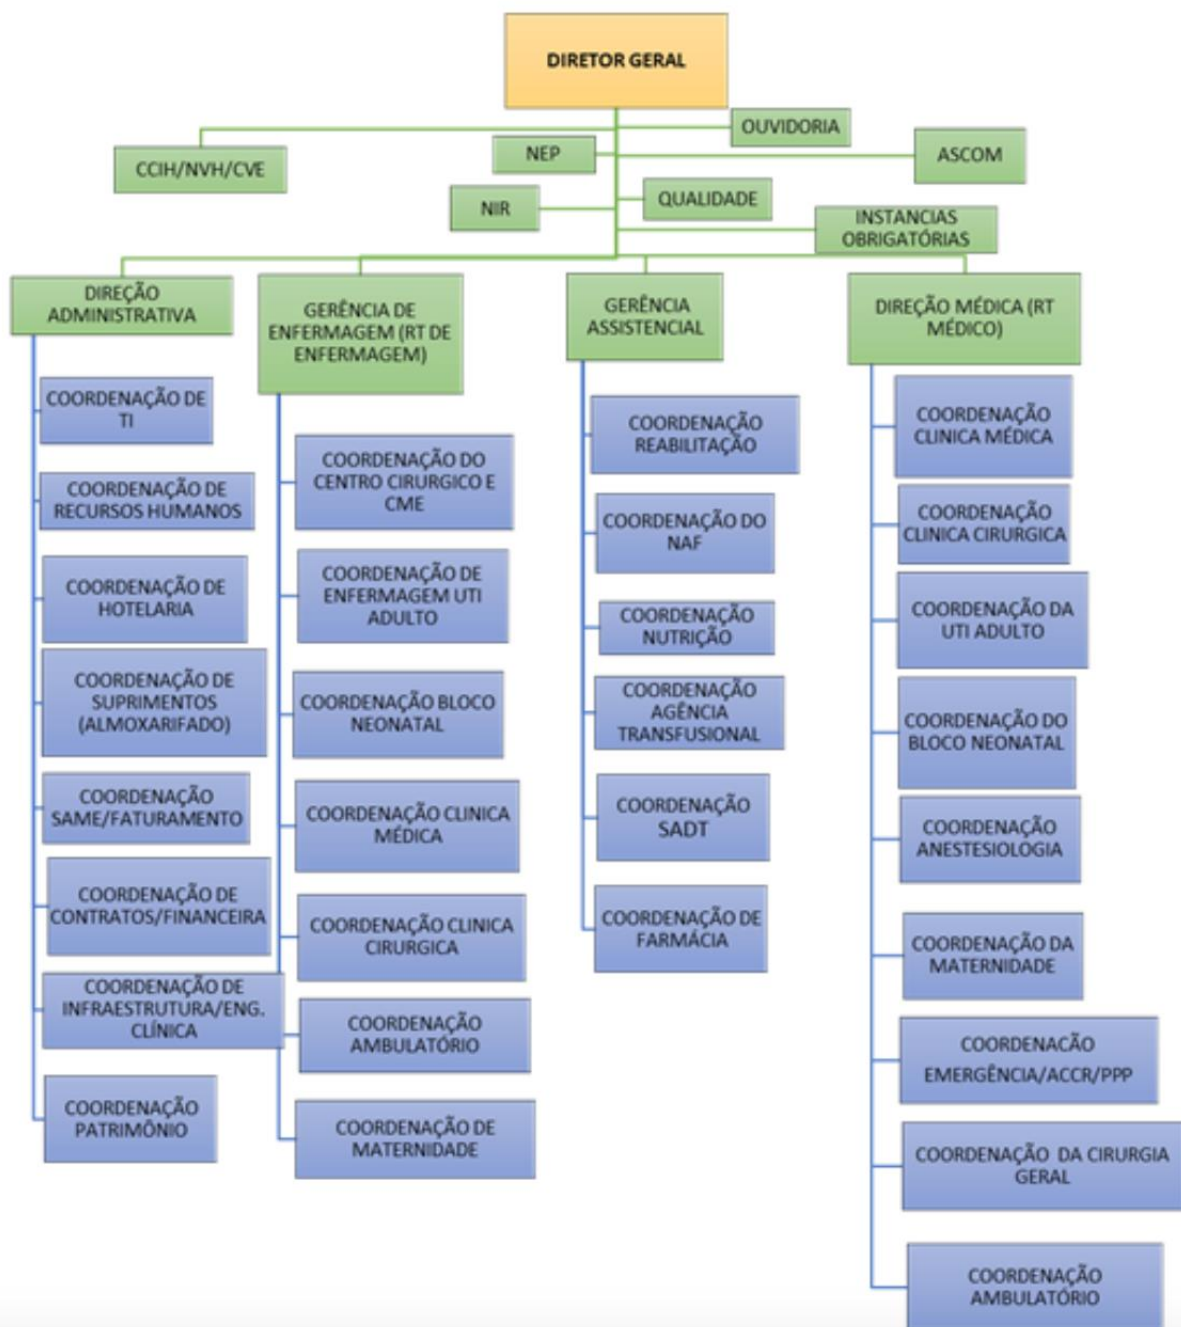 DIRETOR GERAL
OUVIDORIA
NEP
ASCOM
CCIH/NVH/CVE
QUALIDADE
NIR
INSTANCIAS
OBRIGATÓRIAS
DIREÇÃO
ADMINISTRATIVA
COORDENAÇÃO DE
TI
COORDENAÇÃO DE
RECURSOS HUMANOS
COORDENAÇÃO DE
HOTELARIA
COORDENAÇÃO DE
SUPRIMENTOS
(ALMOXARIFADO)
COORDENAÇÃO
SAME/FATURAMENTO
COORDENAÇÃO DE
CONTRATOS/FINANCEIRA
COORDENAÇÃO DE
INFRAESTRUTURA/ENG.
CLÍNICA
COORDENAÇÃO
PATRIMÔNIO
GERÊNCIA DE
ENFERMAGEM (RT DE
ENFERMAGEM)
COORDENAÇÃO DO
CENTRO CIRURGICO E
CME
COORDENAÇÃO DE
ENFERMAGEM UTI
ADULTO
COORDENAÇÃO BLOCO
NEONATAL
COORDENAÇÃO CLINICA
MÉDICA
COORDENAÇÃO CLINICA
CIRURGICA
COORDENAÇÃO
AMBULATÓRIO
COORDENAÇÃO DE
MATERNIDADE
GERÊNCIA
ASSISTENCIAL
COORDENAÇÃO
REABILITAÇÃO
COORDENAÇÃO DO
NAF
COORDENAÇÃO
NUTRIÇÃO
COORDENAÇÃO
AGÊNCIA
TRANSFUSIONAL
COORDENAÇÃO
SADT
COORDENAÇÃO DE
FARMÁCIA
DIREÇÃO MÉDICA (RT
MÉDICO)
COORDENAÇÃO
CLINICA MÉDICA
COORDENAÇÃO
CLINICA CIRURGICA
COORDENAÇÃO DA
UTI ADULTO
COORDENAÇÃO DO
BLOCO NEONATAL
COORDENAÇÃO
ANESTESIOLOGIA
COORDENAÇÃO DA
MATERNIDADE
COORDENACÃO
EMERGÊNCIA/ACCR/PPP
COORDENAÇÃO DA CIRURGIA
GERAL
COORDENAÇÃO
AMBULATÓRIO